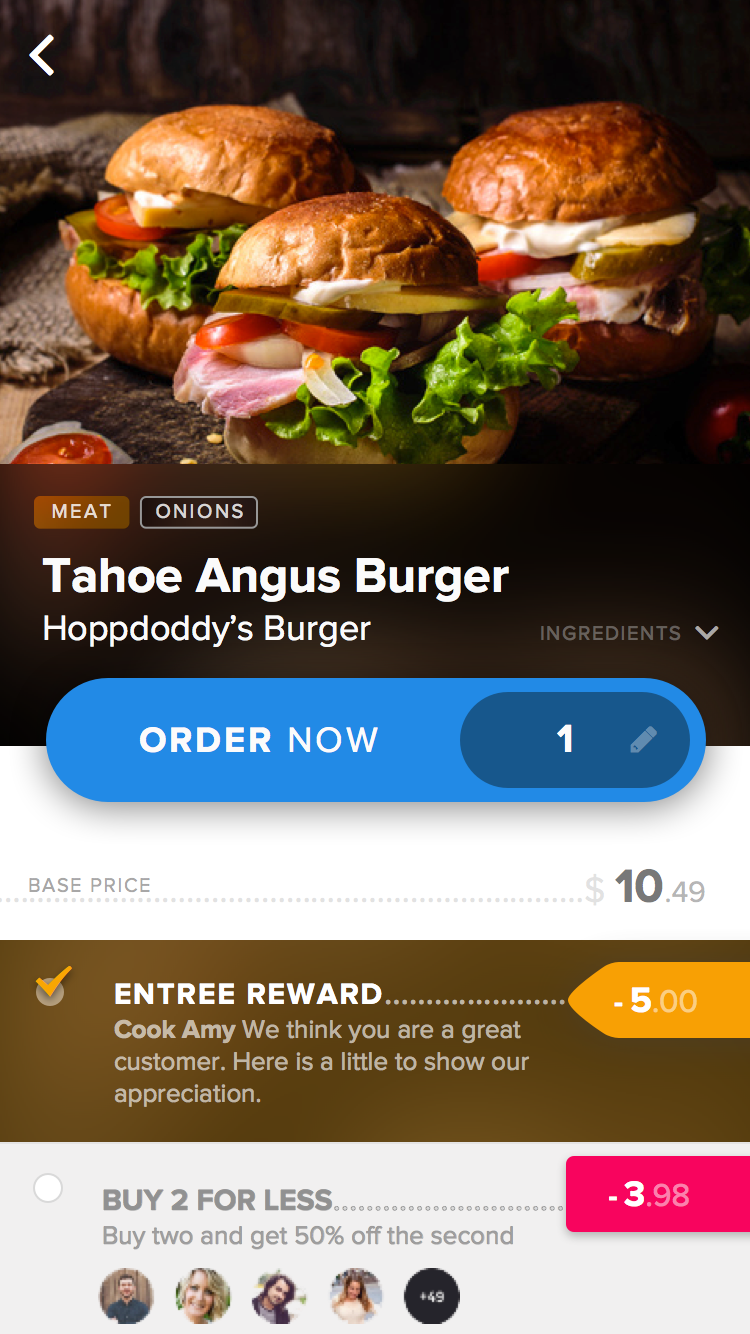 MEAT ONIONS
Tahoe Angus Burger
Hoppdoddy’s Burger
INGREDIENTS
ORDER NOW 1
BASE PRICE $ 10.49
ENTREE REWARD - 5.00
Cook Amy We think you are a great
customer. Here is a little to show our
appreciation.
BUY 2 FOR LESS - 3.98
Buy two and get 50% off the second
+49